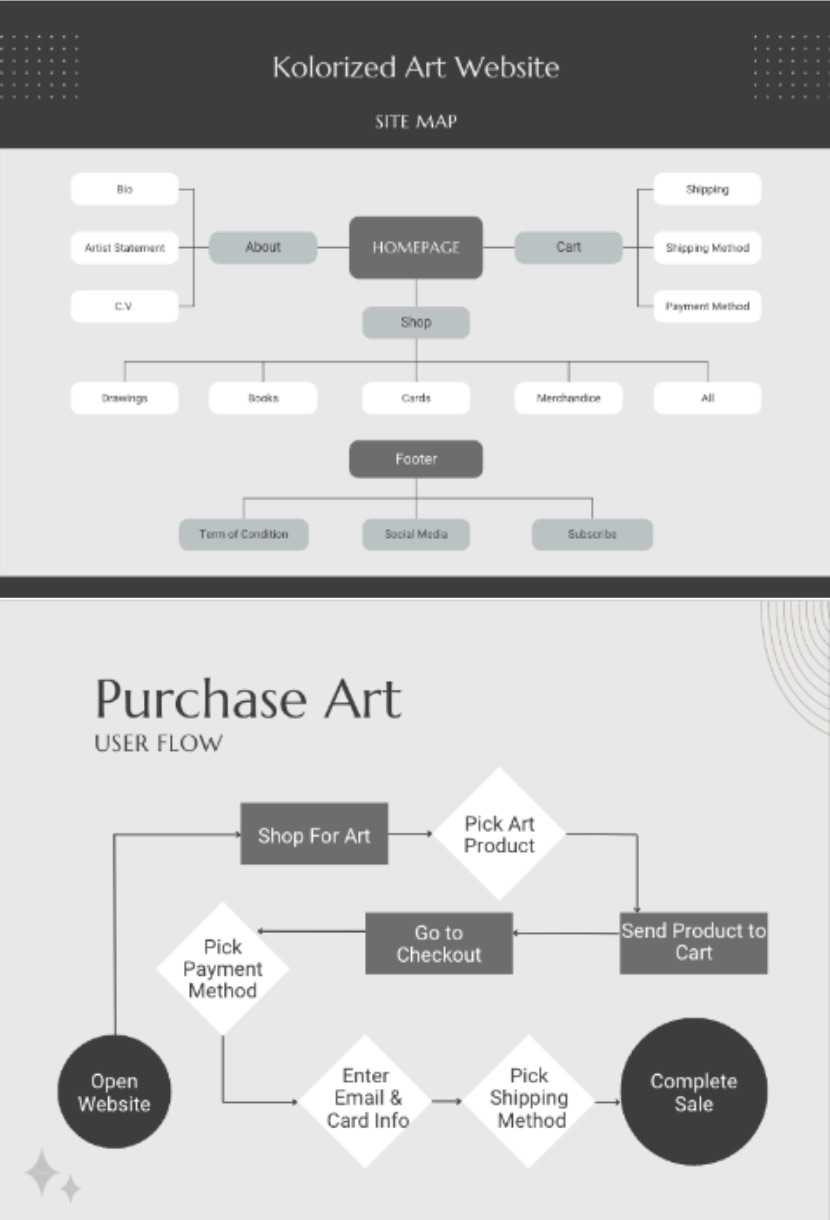 Kolorized Art Website
SITE MAP
Bio
Shipping
Artist Statement
About
HOMEPAGE
Cart
Shipping Method
C.V.
Payment Method
Shop
Drawings
Books
Cards
Merchandice
All
Footer
Term of Condition
Social Media
Subscribe
Purchase Art
USER FLOW
Shop For Art
Pick Art
Product
Send Product to
Cart
Go to
Checkout
Pick
Payment
Method
Open
Website
Enter
Email &
Card Info
Pick
Shipping
Method
Complete
Sale